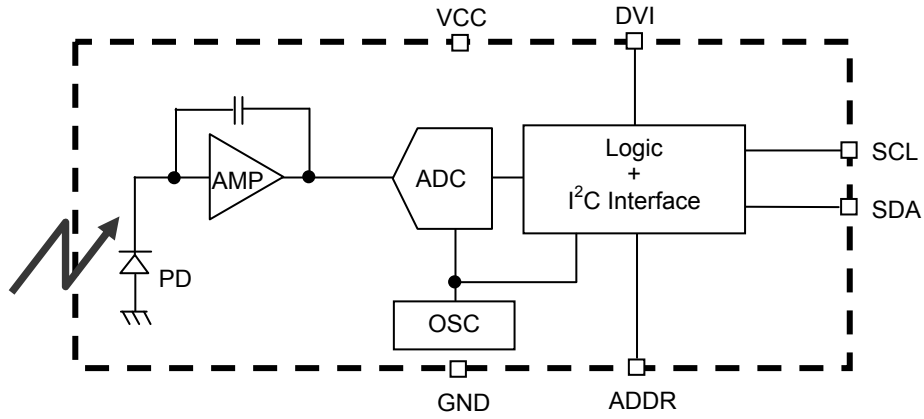 VCC
DVI
AMP
ADC
Logic
+
I²C Interface
SCL
SDA
PD
OSC
GND
ADDR